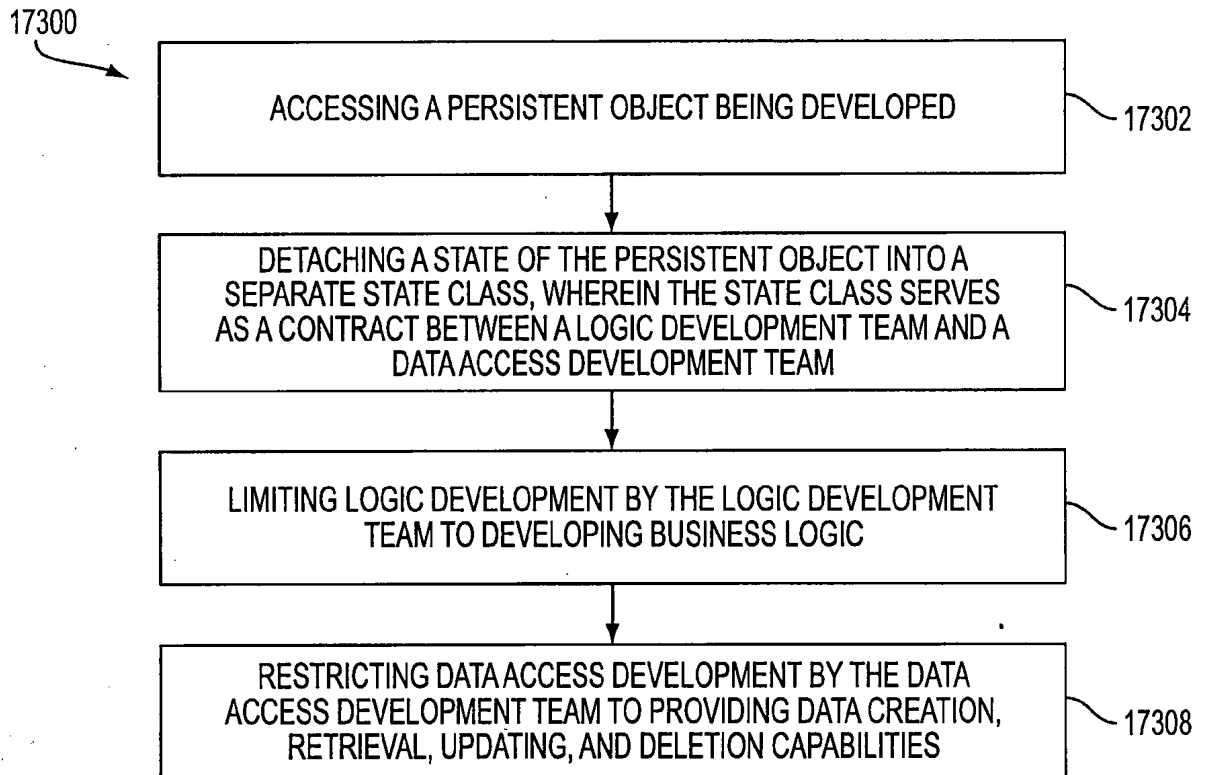 17300
ACCESSING A PERSISTENT OBJECT BEING DEVELOPED
17302
DETACHING A STATE OF THE PERSISTENT OBJECT INTO A
SEPARATE STATE CLASS, WHEREIN THE STATE CLASS SERVES
AS A CONTRACT BETWEEN A LOGIC DEVELOPMENT TEAM AND A
DATA ACCESS DEVELOPMENT TEAM
17304
LIMITING LOGIC DEVELOPMENT BY THE LOGIC DEVELOPMENT
TEAM TO DEVELOPING BUSINESS LOGIC
17306
RESTRICTING DATA ACCESS DEVELOPMENT BY THE DATA
ACCESS DEVELOPMENT TEAM TO PROVIDING DATA CREATION,
RETRIEVAL, UPDATING, AND DELETION CAPABILITIES
17308